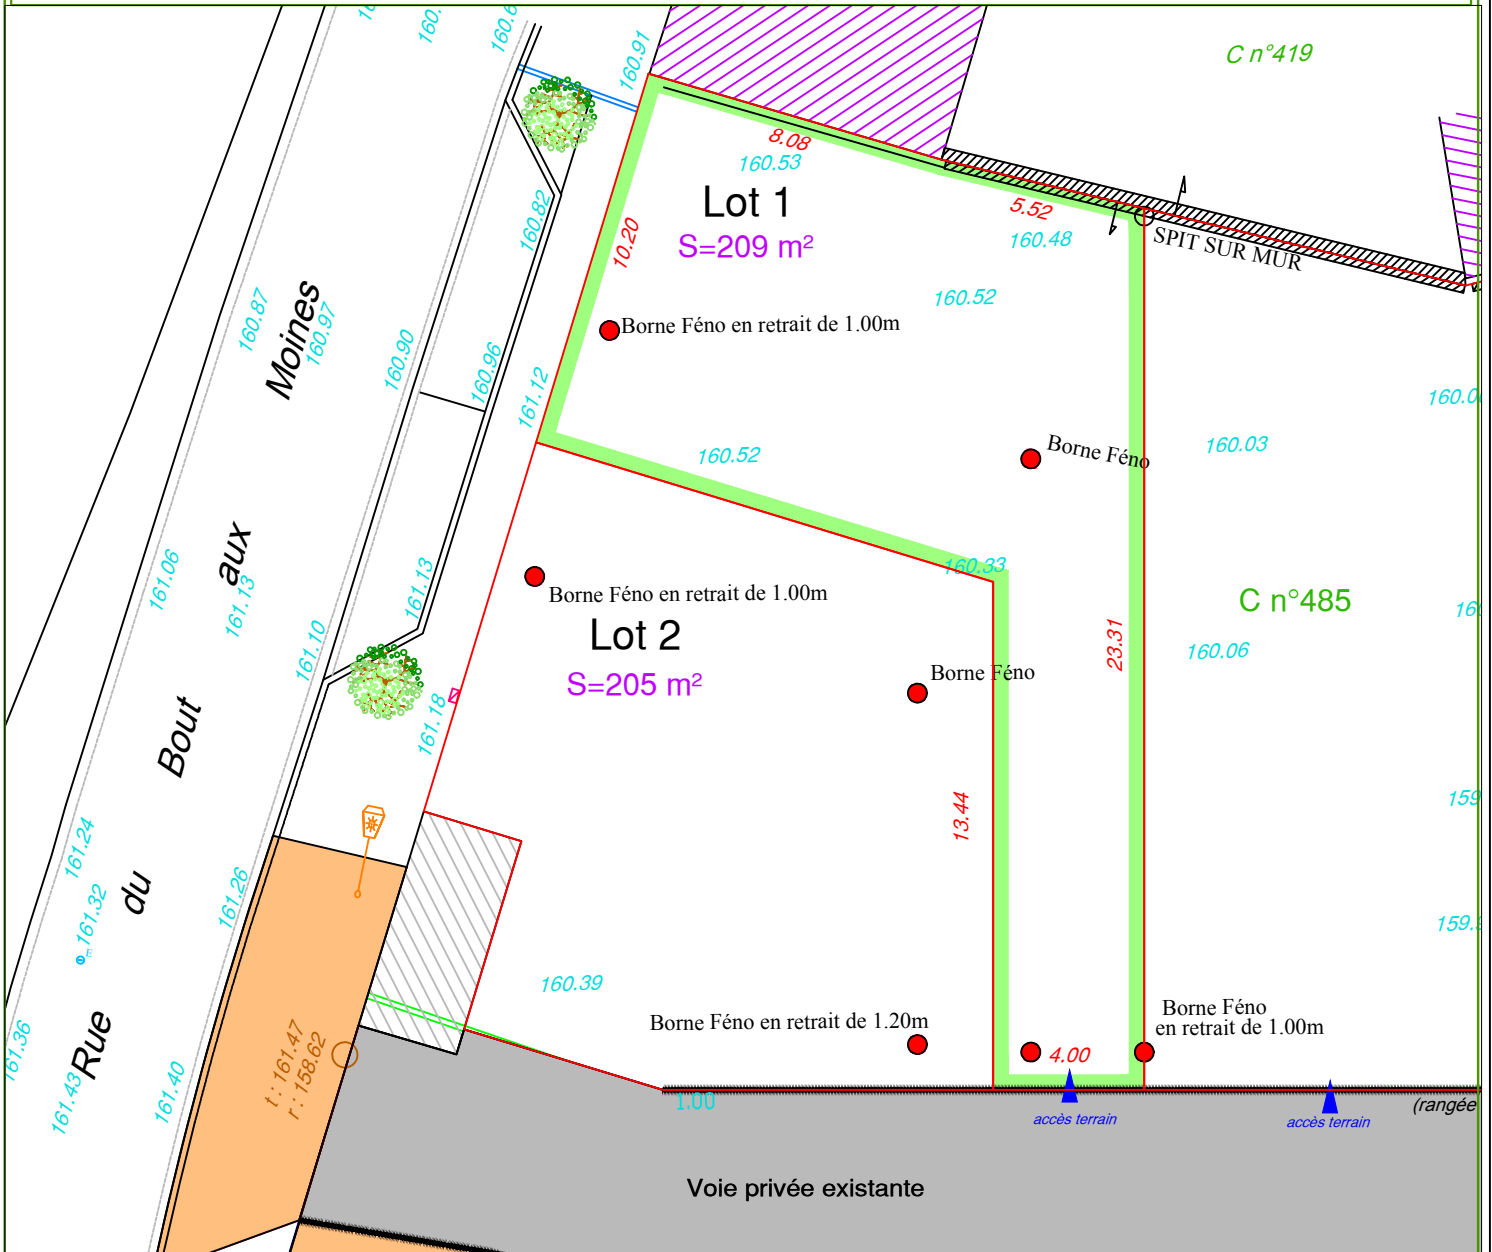 160.91
C n°419
8.08
160.53
Lot 1
S=209 m²
5.52
160.48
SPIT SUR MUR
10.20
160.82
160.52
160.87
Moines
160.97
160.90
160.96
Borne Féno en retrait de 1.00m
161.12
160.52
Borne Féno
160.03
161.06
aux
161.13
161.13
160.33
Borne Féno en retrait de 1.00m
C n°485
Lot 2
161.10
23.31
160.06
S=205 m²
Borne Féno
161.18
Bout
13.44
161.24
161.32
E
du
161.26
160.39
Borne Féno en retrait de 1.20m
Borne Féno
en retrait de 1.00m
161.36
Rue
161.43
161.40
t : 161.47
r : 158.62
4.00
1.00
accès terrain
accès terrain
(rangée
Voie privée existante